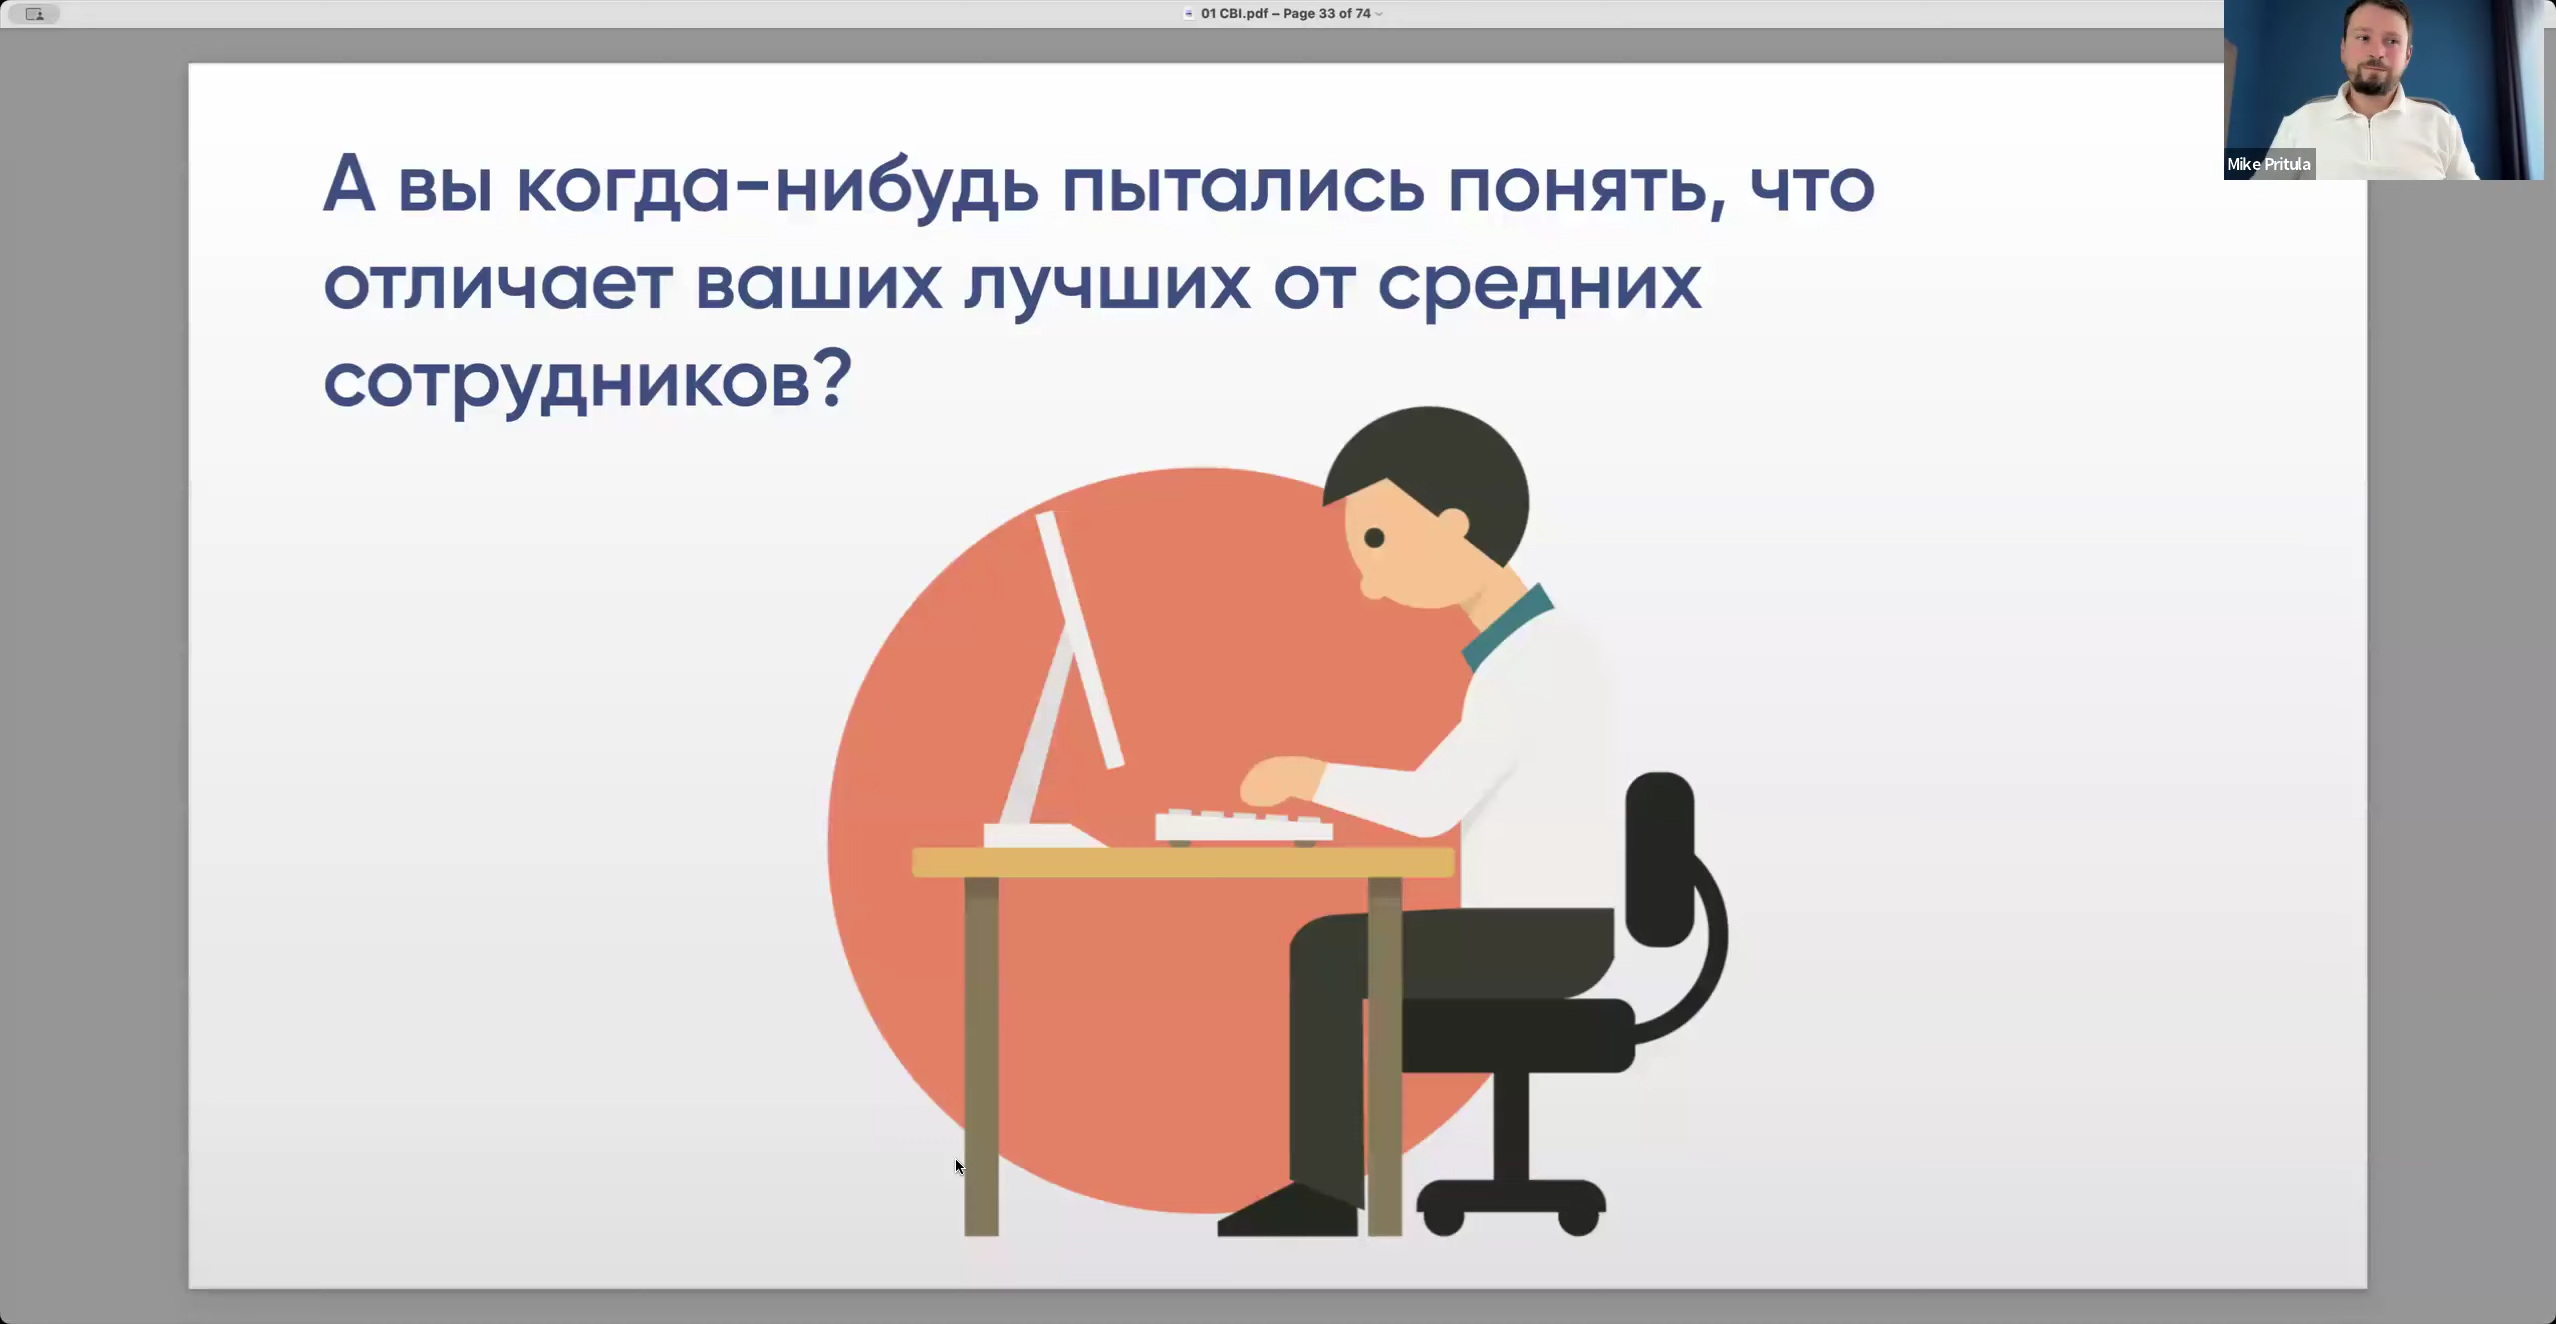 01 CBI.pdf – Page 33 of 74
Mike Pritula
А вы когда-нибудь пытались понять, что
отличает ваших лучших от средних
сотрудников?